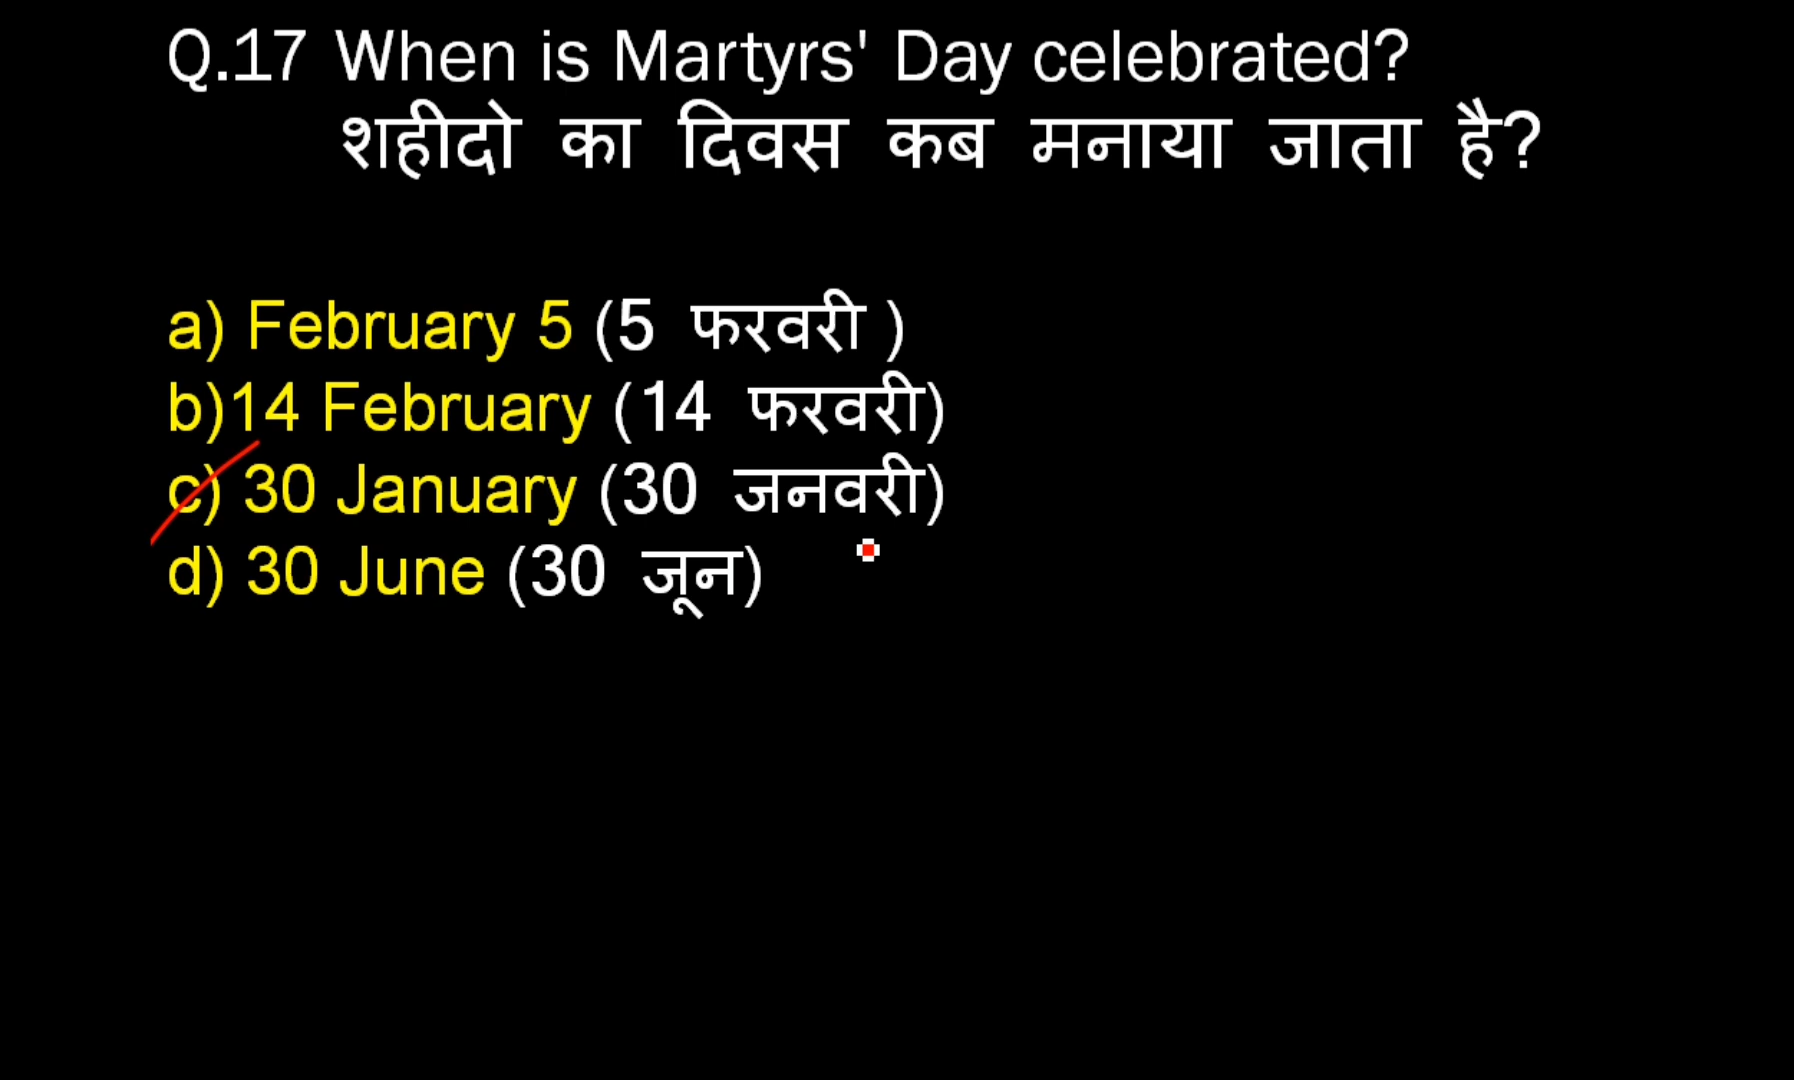 Q.17 When is Martyrs' Day celebrated?
शहीदो का दिवस कब मनाया जाता है?
a) February 5 (5 फरवरी )
b)14 February (14 फरवरी)
c) 30 January (30 जनवरी)
d) 30 June (30 जून)